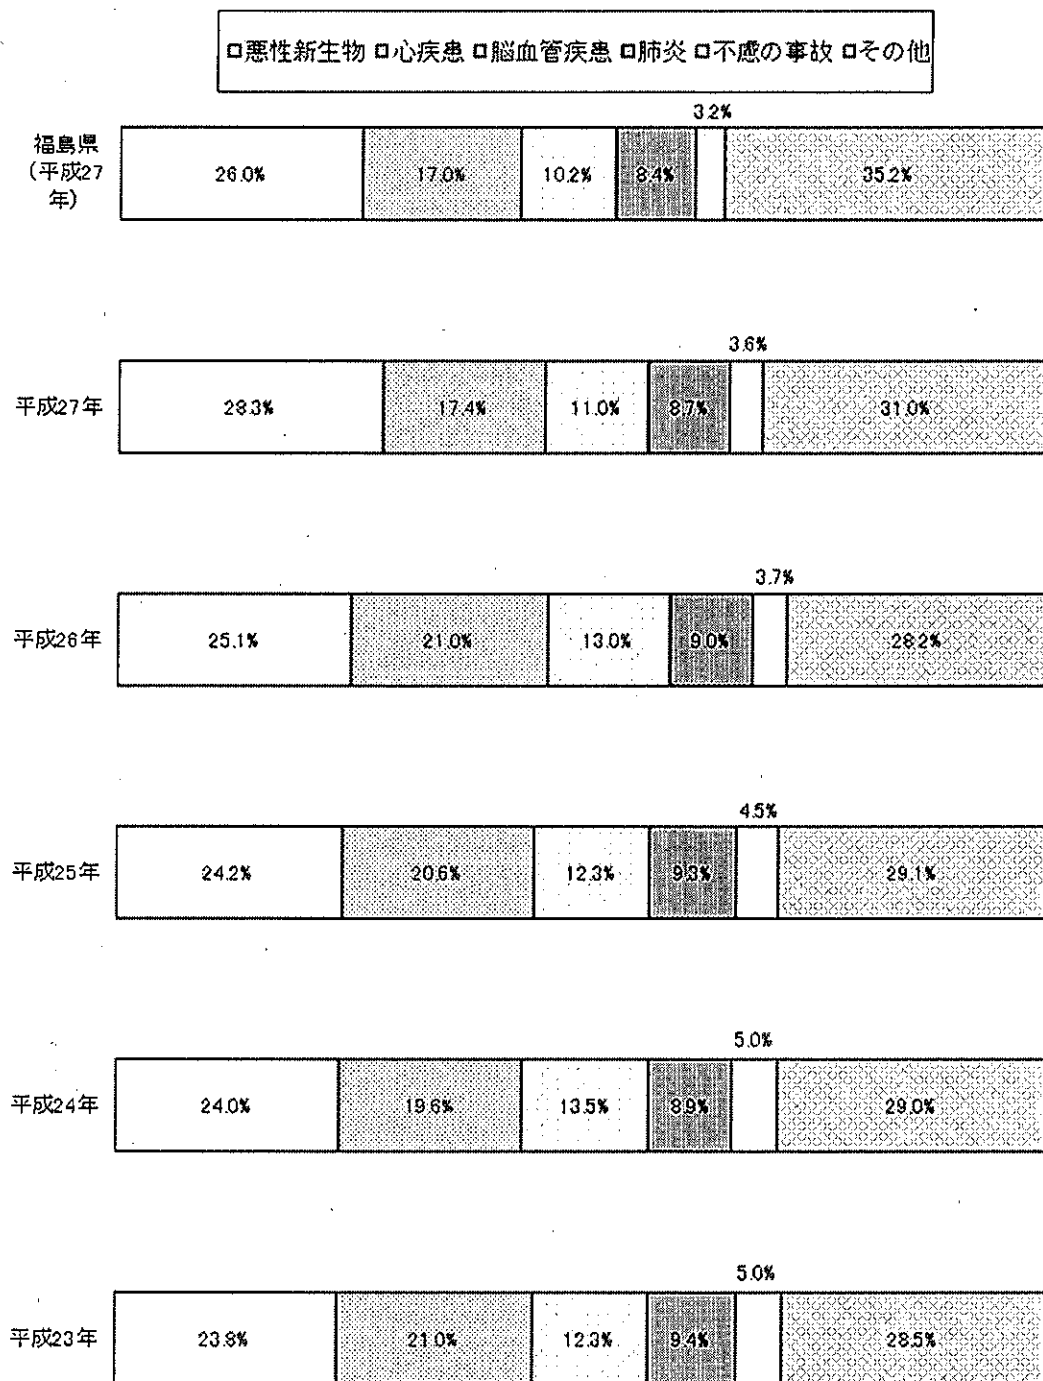 悪性新生物 心疾患 脳血管疾患 肺炎 不慮の事故 その他
3.2%
福島県
(平成27
年)
26.0% 17.0% 10.2% 8.4% 35.2%
3.6%
平成27年 28.3% 17.4% 11.0% 8.7% 31.0%
3.7%
平成26年 25.1% 21.0% 13.0% 9.0% 28.2%
4.5%
平成25年 24.2% 20.6% 12.3% 9.3% 29.1%
5.0%
平成24年 24.0% 19.6% 13.5% 8.9% 29.0%
5.0%
平成23年 23.8% 21.0% 12.3% 9.4% 28.5%